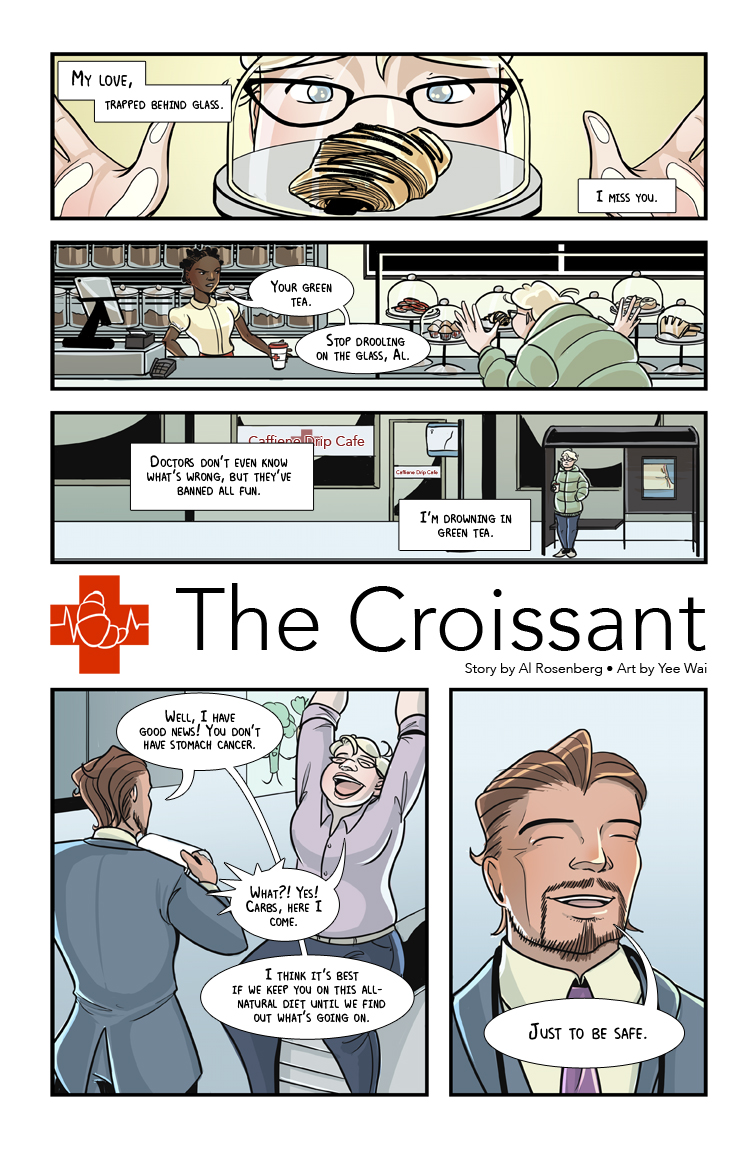 My love,
trapped behind glass.
I miss you.
Your green
tea.
Stop drooling
on the glass, Al.
Caffiene Drip Cafe
Doctors don't even know
what's wrong, but they've
banned all fun.
Caffiene Drip Cafe
I'm drowning in
green tea.
The Croissant
Story by Al Rosenberg • Art by Yee Wai
Well, I have
good news! You don't
have stomach cancer.
What?! Yes!
Carbs, here I
come.
I think it's best
if we keep you on this all-
natural diet until we find
out what's going on.
Just to be safe.